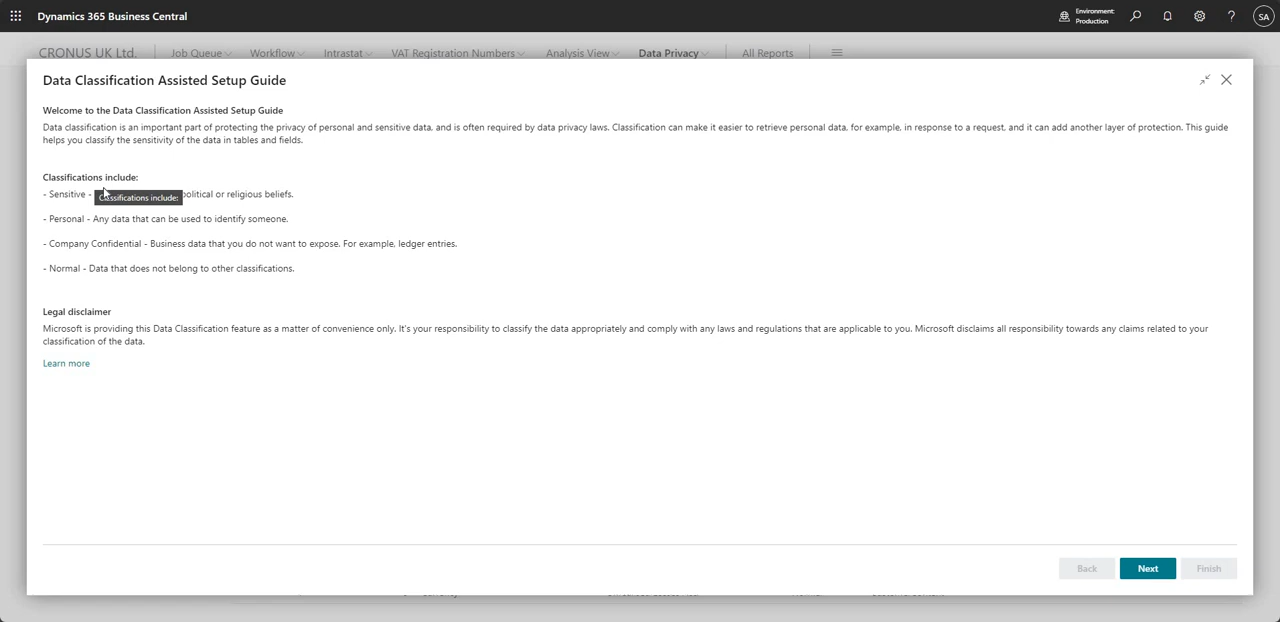 Dynamics 365 Business Central
Environment:
Production
SA
CRONUS UK Ltd.
Job Queue
Workflow
Intrastat
VAT Registration Numbers
Analysis View
Data Privacy
All Reports
Data Classification Assisted Setup Guide
Welcome to the Data Classification Assisted Setup Guide
Data classification is an important part of protecting the privacy of personal and sensitive data, and is often required by data privacy laws. Classification can make it easier to retrieve personal data, for example, in response to a request, and it can add another layer of protection. This guide
helps you classify the sensitivity of the data in tables and fields.
Classifications include:
- Sensitive - political or religious beliefs.
Classifications include:
- Personal - Any data that can be used to identify someone.
- Company Confidential - Business data that you do not want to expose. For example, ledger entries.
- Normal - Data that does not belong to other classifications.
Legal disclaimer
Microsoft is providing this Data Classification feature as a matter of convenience only. It's your responsibility to classify the data appropriately and comply with any laws and regulations that are applicable to you. Microsoft disclaims all responsibility towards any claims related to your
classification of the data.
Learn more
Back
Next
Finish